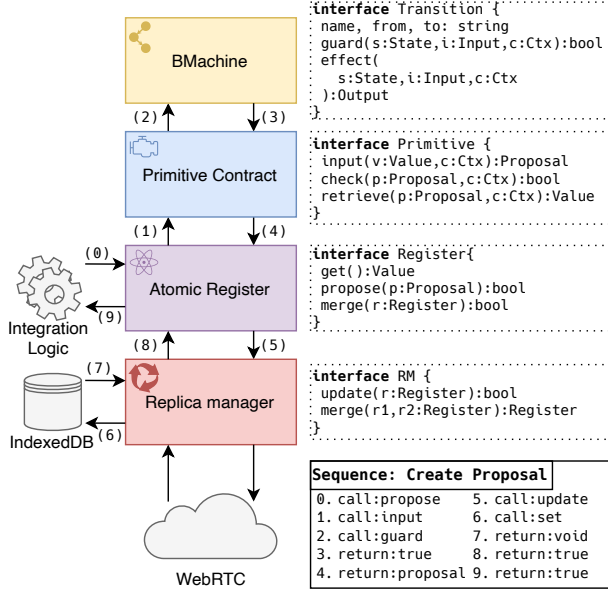 BMachine
(2)
(3)
Primitive Contract
(1)
(4)
(0)
Atomic Register
(9)
Integration
Logic
(8)
(5)
(7)
Replica manager
IndexedDB
(6)
WebRTC
interface Transition {
name, from, to: string
guard(s:State,i:Input,c:Ctx):bool
effect(
s:State,i:Input,c:Ctx
):Output
}
interface Primitive {
input(v:Value,c:Ctx):Proposal
check(p:Proposal,c:Ctx):bool
retrieve(p:Proposal,c:Ctx):Value
}
interface Register{
get():Value
propose(p:Proposal):bool
merge(r:Register):bool
}
interface RM {
update(r:Register):bool
merge(r1,r2:Register):Register
}
Sequence: Create Proposal
0. call:propose
1. call:input
2. call:guard
3. return:true
4. return:proposal
5. call:update
6. call:set
7. return:void
8. return:true
9. return:true